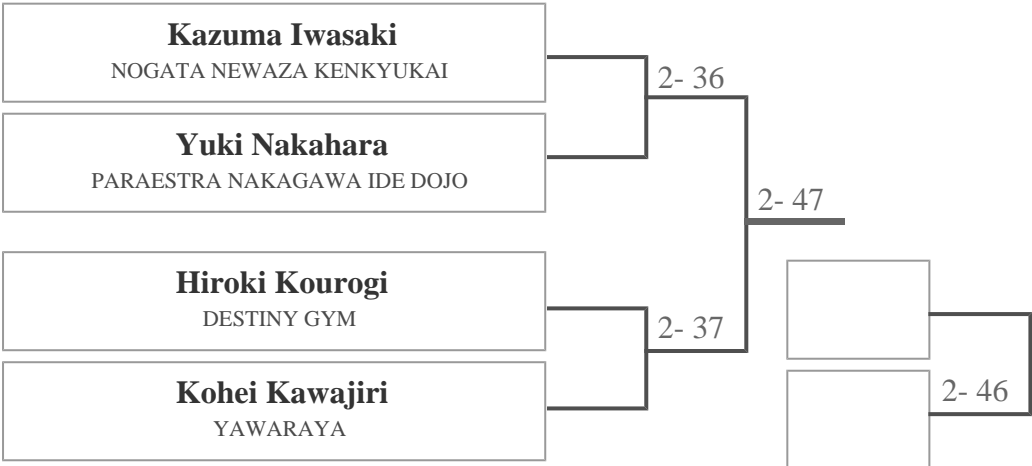 Kazuma Iwasaki
NOGATA NEWAZA KENKYUKAI
2- 36
Yuki Nakahara
PARAESTRA NAKAGAWA IDE DOJO
2- 47
Hiroki Kourogi
DESTINY GYM
2- 37
Kohei Kawajiri
YAWARAYA
2- 46